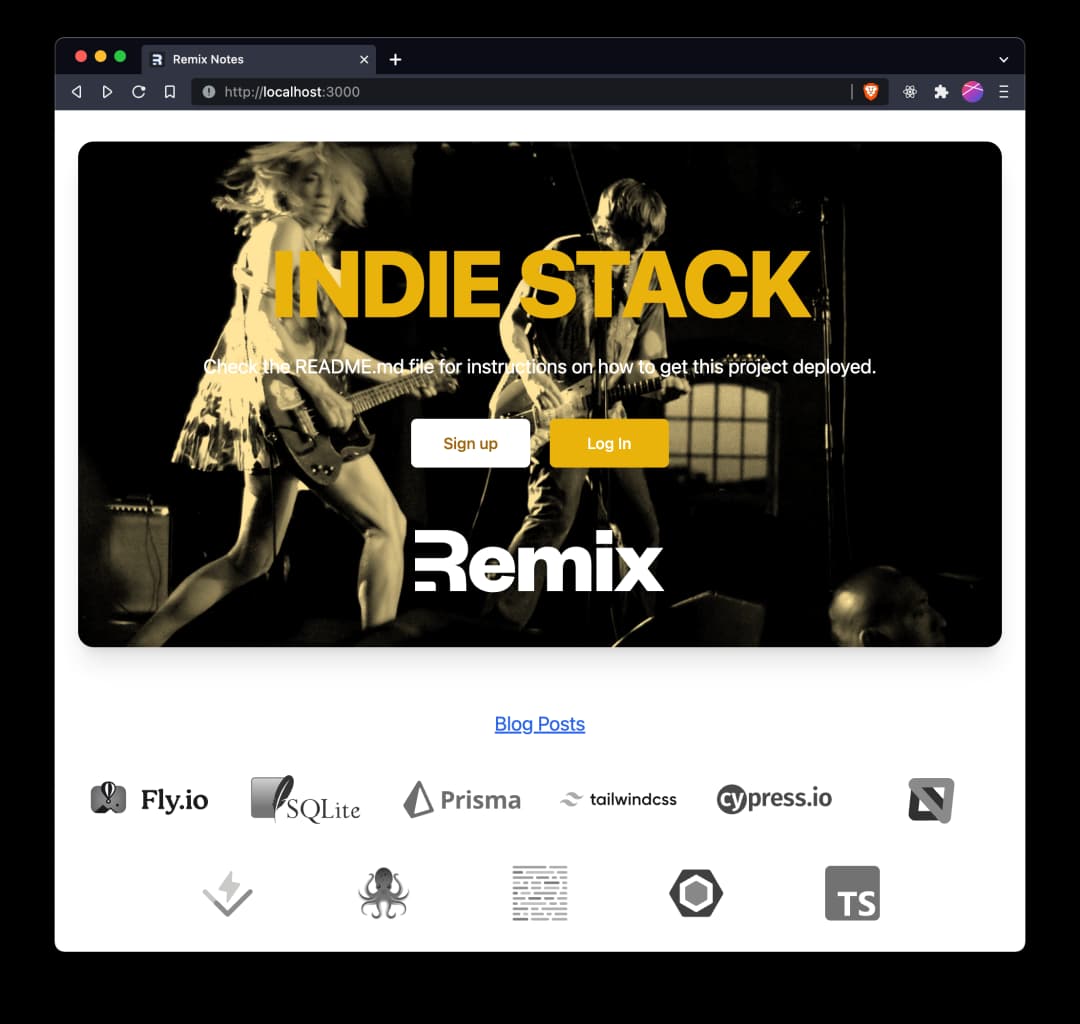 Remix Notes
http://localhost:3000
INDIE STACK
Check the README.md file for instructions on how to get this project deployed.
Sign up
Log In
Remix
Blog Posts
Fly.io
SQLite
Prisma
tailwindcss
cypress.io
TS